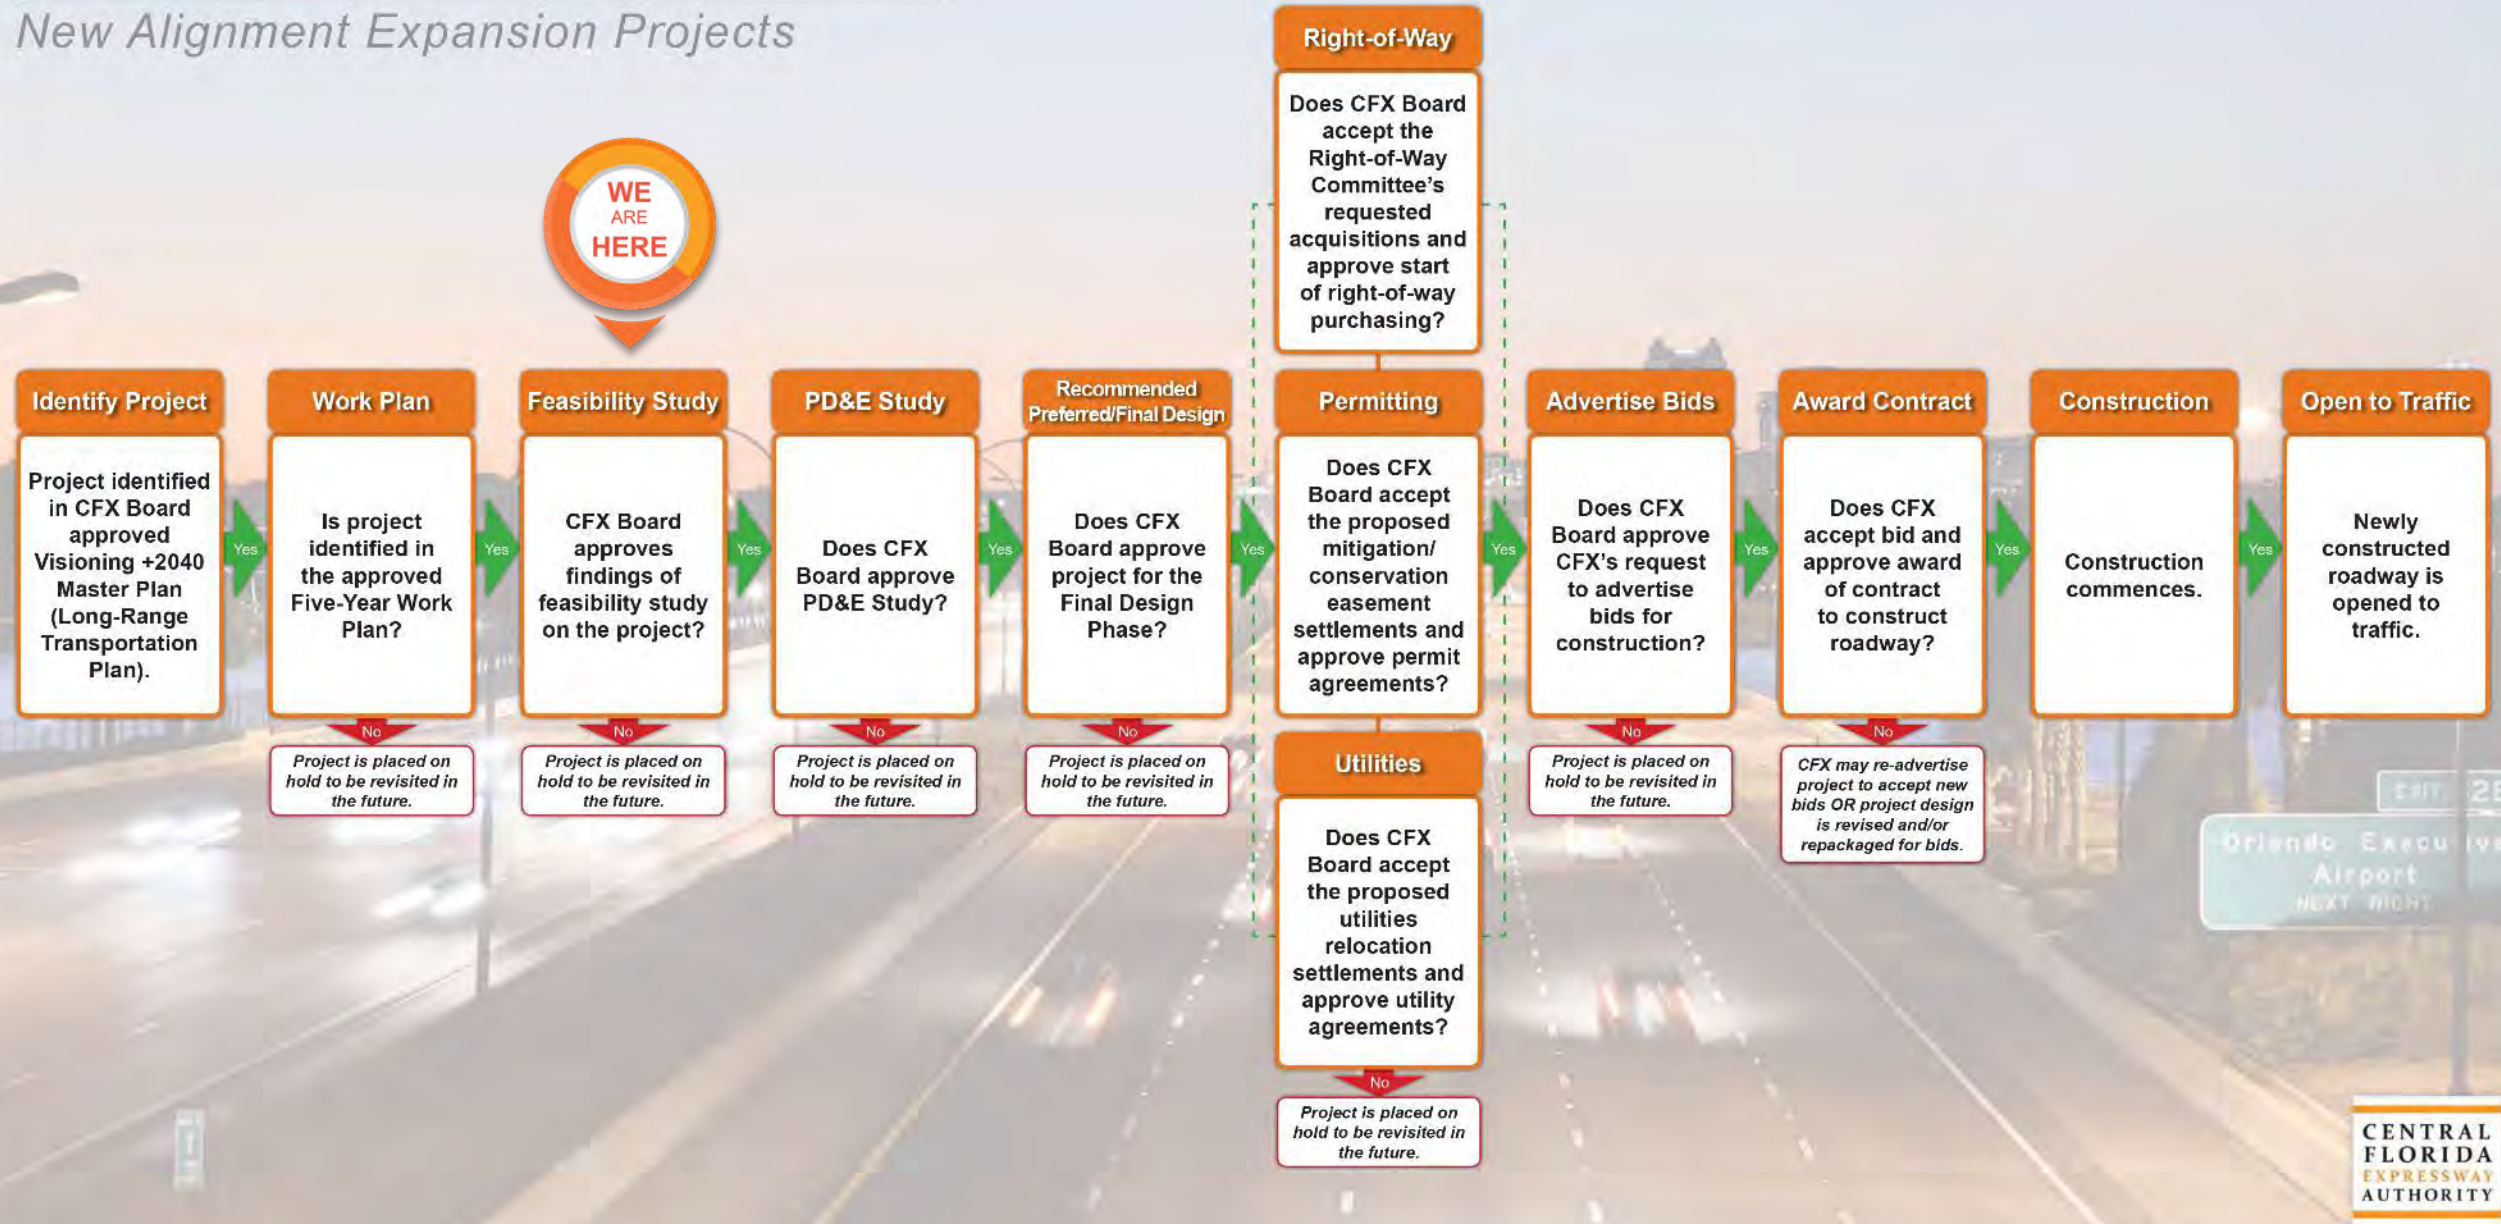 New Alignment Expansion Projects
WE
ARE
HERE
Identify Project
Project identified
in CFX Board
approved
Visioning +2040
Master Plan
(Long-Range
Transportation
Plan).
Yes
Work Plan
Is project
identified in
the approved
Five-Year Work
Plan?
No
Project is placed on
hold to be revisited in
the future.
Yes
Feasibility Study
CFX Board
approves
findings of
feasibility study
on the project?
No
Project is placed on
hold to be revisited in
the future.
Yes
PD&E Study
Does CFX
Board approve
PD&E Study?
No
Project is placed on
hold to be revisited in
the future.
Yes
Recommended
Preferred/Final Design
Does CFX
Board approve
project for the
Final Design
Phase?
No
Project is placed on
hold to be revisited in
the future.
Yes
Right-of-Way
Does CFX Board
accept the
Right-of-Way
Committee's
requested
acquisitions and
approve start
of right-of-way
purchasing?
Permitting
Does CFX
Board accept
the proposed
mitigation/
conservation
easement
settlements and
approve permit
agreements?
Utilities
Does CFX
Board accept
the proposed
utilities
relocation
settlements and
approve utility
agreements?
No
Project is placed on
hold to be revisited in
the future.
Yes
Advertise Bids
Does CFX
Board approve
CFX's request
to advertise
bids for
construction?
No
Project is placed on
hold to be revisited in
the future.
Yes
Award Contract
Does CFX
accept bid and
approve award
of contract
to construct
roadway?
No
CFX may re-advertise
project to accept new
bids OR project design
is revised and/or
repackaged for bids.
Yes
Construction
Construction
commences.
Yes
Open to Traffic
Newly
constructed
roadway is
opened to
traffic.
EXIT
Orlando Executive
Airport
NEXT RIGHT
CENTRAL
FLORIDA
EXPRESSWAY
AUTHORITY